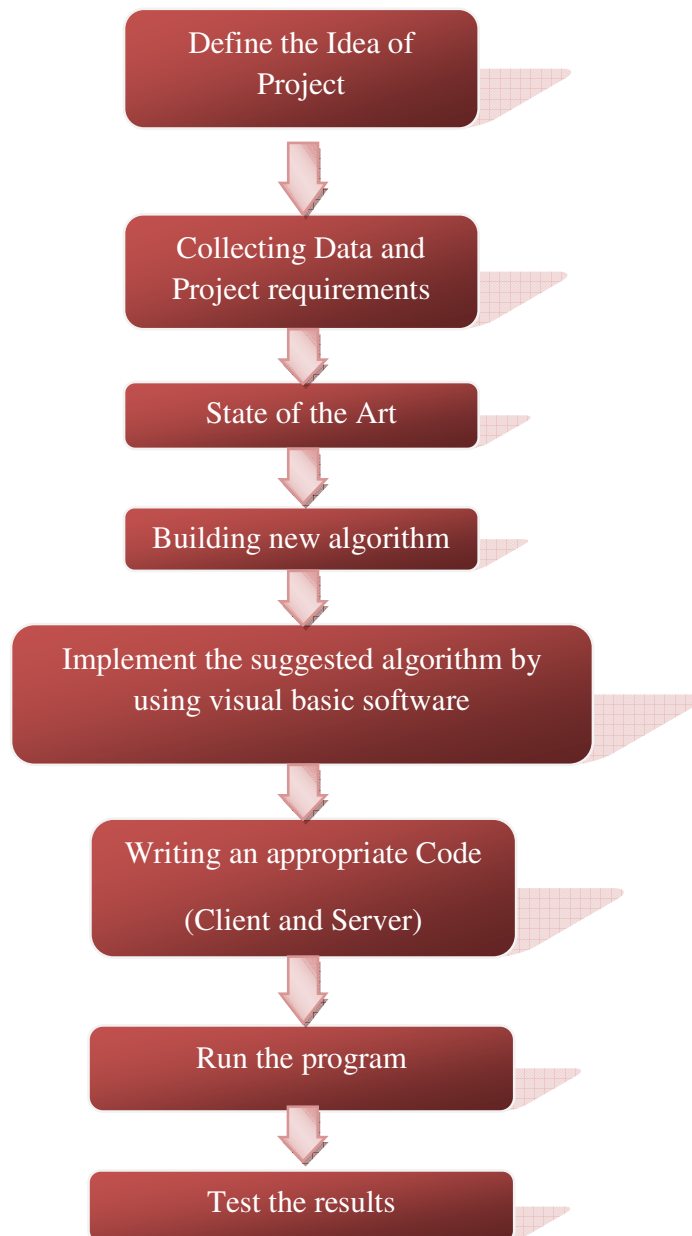 Define the Idea of
Project
Collecting Data and
Project requirements
State of the Art
Building new algorithm
Implement the suggested algorithm by
using visual basic software
Writing an appropriate Code
(Client and Server)
Run the program
Test the results